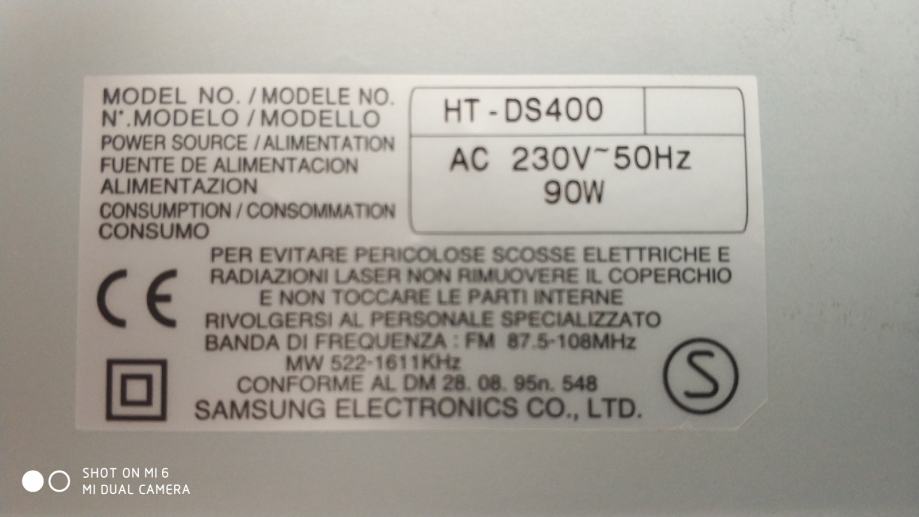 MODEL NO. / MODELE NO.
N°.MODELO / MODELLO
HT - DS400
POWER SOURCE / ALIMENTATION
FUENTE DE ALIMENTACION
ALIMENTAZION
AC 230V~50Hz
90W
CONSUMPTION / CONSOMMATION
CONSUMO
PER EVITARE PERICOLOSE SCOSSE ELETTRICHE E
RADIAZIONI LASER NON RIMUOVERE IL COPERCHIO
E NON TOCCARE LE PARTI INTERNE
RIVOLGERSI AL PERSONALE SPECIALIZZATO
BANDA DI FREQUENZA : FM 87.5-108MHz
MW 522-1611KHz
CONFORME AL DM 28. 08. 95n. 548
SAMSUNG ELECTRONICS CO., LTD.
CE
S
SHOT ON MI 6
MI DUAL CAMERA